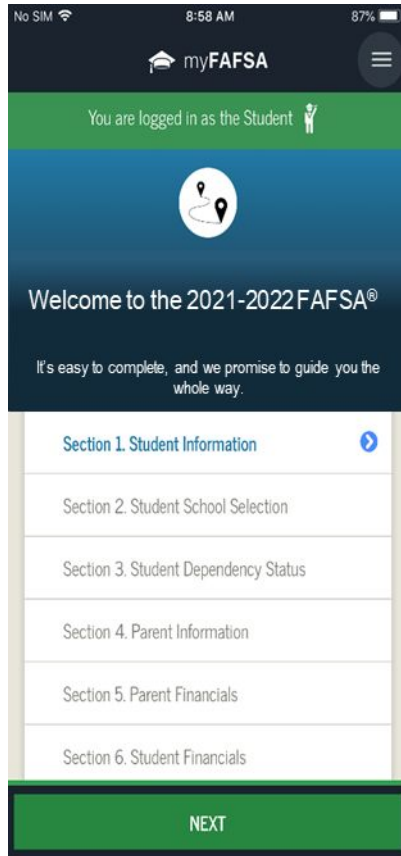 No SIM 8:58 AM 87%
myFAFSA
You are logged in as the Student
Welcome to the 2021-2022 FAFSA®
It's easy to complete, and we promise to guide you the
whole way.
Section 1. Student Information
Section 2. Student School Selection
Section 3. Student Dependency Status
Section 4. Parent Information
Section 5. Parent Financials
Section 6. Student Financials
NEXT